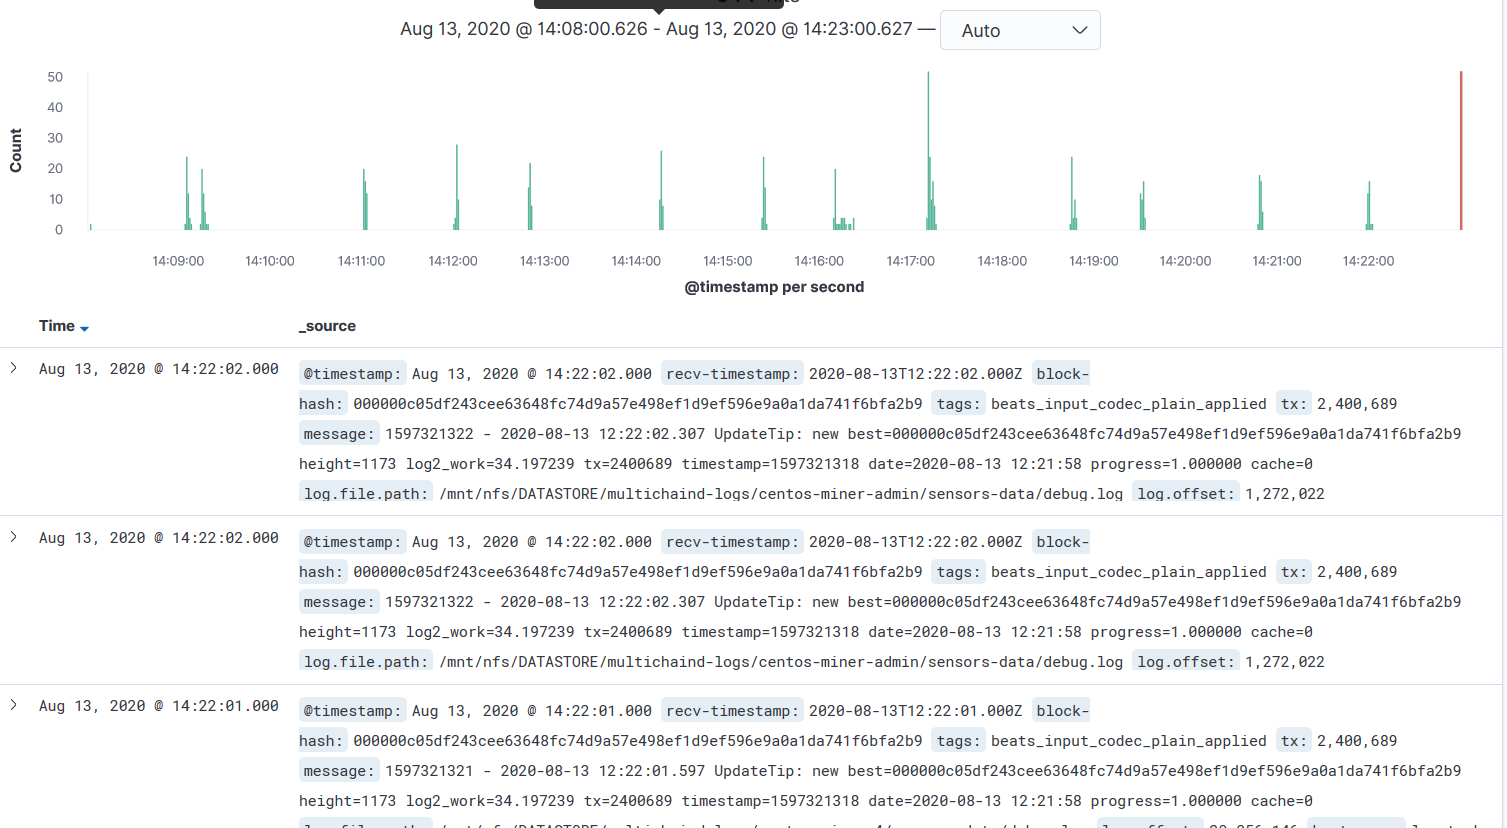 Aug 13, 2020 @ 14:08:00.626 - Aug 13, 2020 @ 14:23:00.627 — Auto
50
40
30
20
10
0
Count
14:09:00 14:10:00 14:11:00 14:12:00 14:13:00 14:14:00 14:15:00 14:16:00 14:17:00 14:18:00 14:19:00 14:20:00 14:21:00 14:22:00
@timestamp per second
Time _source
Aug 13, 2020 @ 14:22:02.000 @timestamp: Aug 13, 2020 @ 14:22:02.000 recv-timestamp: 2020-08-13T12:22:02.000Z block-
hash: 000000c05df243cee63648fc74d9a57e498ef1d9ef596e9a0a1da741f6bfa2b9 tags: beats_input_codec_plain_applied tx: 2,400,689
message: 1597321322 - 2020-08-13 12:22:02.307 UpdateTip: new best=000000c05df243cee63648fc74d9a57e498ef1d9ef596e9a0a1da741f6bfa2b9
height=1173 log2_work=34.197239 tx=2400689 timestamp=1597321318 date=2020-08-13 12:21:58 progress=1.000000 cache=0
log.file.path: /mnt/nfs/DATASTORE/multichaind-logs/centos-miner-admin/sensors-data/debug.log log.offset: 1,272,022
Aug 13, 2020 @ 14:22:02.000 @timestamp: Aug 13, 2020 @ 14:22:02.000 recv-timestamp: 2020-08-13T12:22:02.000Z block-
hash: 000000c05df243cee63648fc74d9a57e498ef1d9ef596e9a0a1da741f6bfa2b9 tags: beats_input_codec_plain_applied tx: 2,400,689
message: 1597321322 - 2020-08-13 12:22:02.307 UpdateTip: new best=000000c05df243cee63648fc74d9a57e498ef1d9ef596e9a0a1da741f6bfa2b9
height=1173 log2_work=34.197239 tx=2400689 timestamp=1597321318 date=2020-08-13 12:21:58 progress=1.000000 cache=0
log.file.path: /mnt/nfs/DATASTORE/multichaind-logs/centos-miner-admin/sensors-data/debug.log log.offset: 1,272,022
Aug 13, 2020 @ 14:22:01.000 @timestamp: Aug 13, 2020 @ 14:22:01.000 recv-timestamp: 2020-08-13T12:22:01.000Z block-
hash: 000000c05df243cee63648fc74d9a57e498ef1d9ef596e9a0a1da741f6bfa2b9 tags: beats_input_codec_plain_applied tx: 2,400,689
message: 1597321321 - 2020-08-13 12:22:01.597 UpdateTip: new best=000000c05df243cee63648fc74d9a57e498ef1d9ef596e9a0a1da741f6bfa2b9
height=1173 log2_work=34.197239 tx=2400689 timestamp=1597321318 date=2020-08-13 12:21:58 progress=1.000000 cache=0